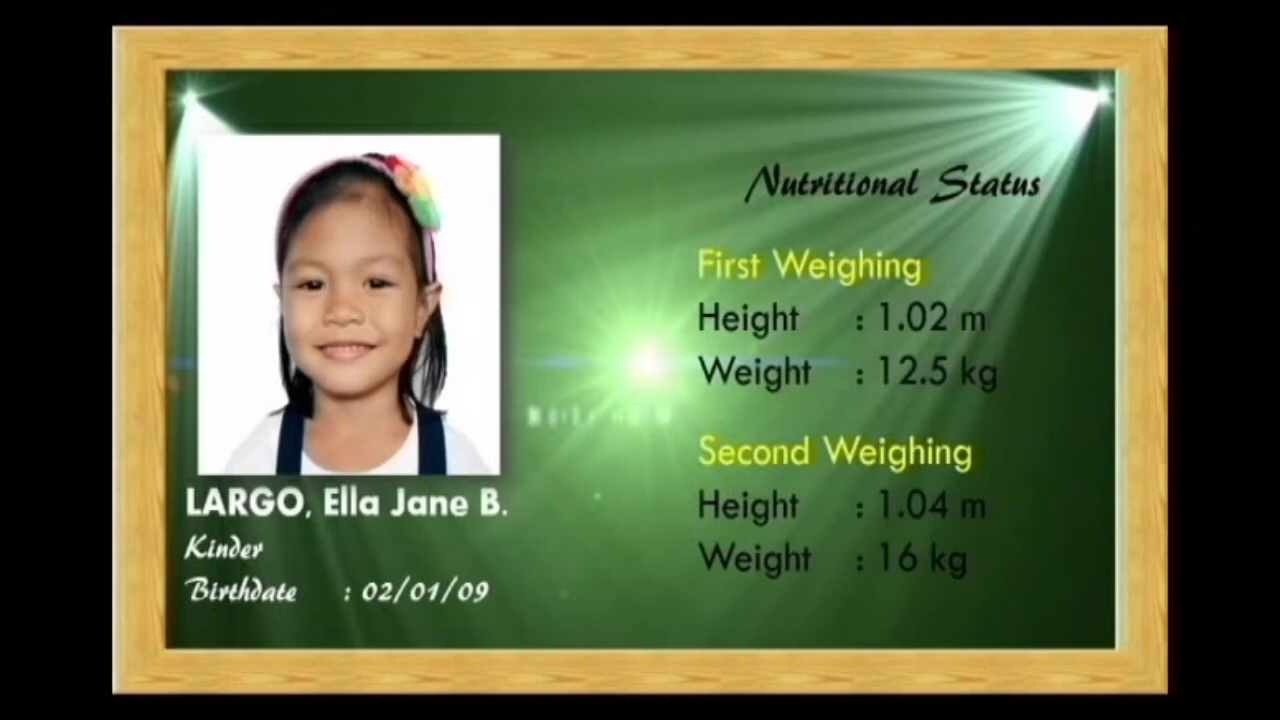 Nutritional Status
First Weighing
Height : 1.02 m
Weight : 12.5 kg
Second Weighing
Height : 1.04 m
Weight : 16 kg
LARGO, Ella Jane B.
Kinder
Birthdate : 02/01/09